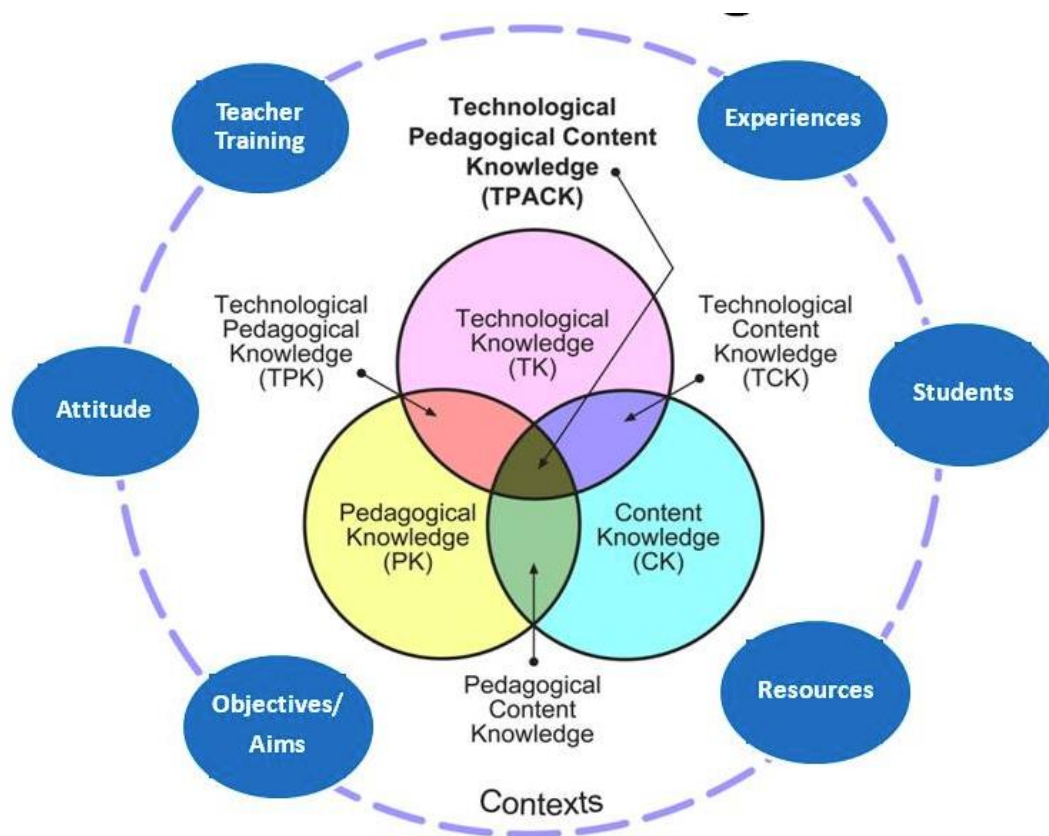 Teacher
Training
Experiences
Technological
Pedagogical Content
Knowledge
(TPACK)
Technological
Pedagogical
Knowledge
(TPK)
Technological
Knowledge
(TK)
Technological
Content
Knowledge
(TCK)
Attitude
Students
Pedagogical
Knowledge
(PK)
Content
Knowledge
(CK)
Objectives/
Aims
Pedagogical
Content
Knowledge
Resources
Contexts